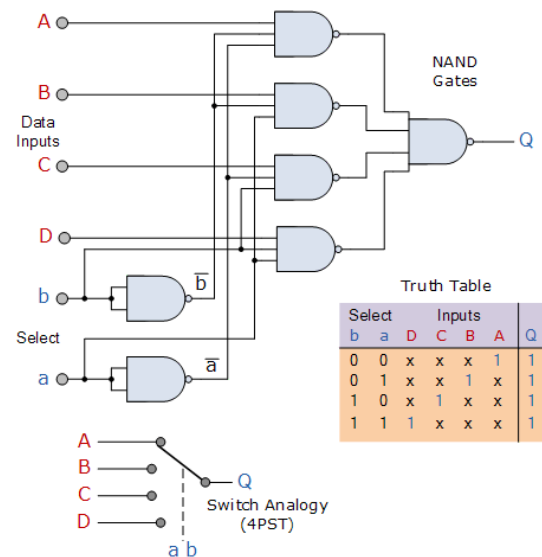 A
NAND
Gates
B
Data
Inputs
Q
C
D
b
b̅
Truth Table
Select Inputs
b a D C B A Q
0 0 x x x 1 1
0 1 x x 1 x 1
1 0 x 1 x x 1
1 1 1 x x x 1
Select
a̅
a
A
B
Q
C
Switch Analogy
(4PST)
D
a b